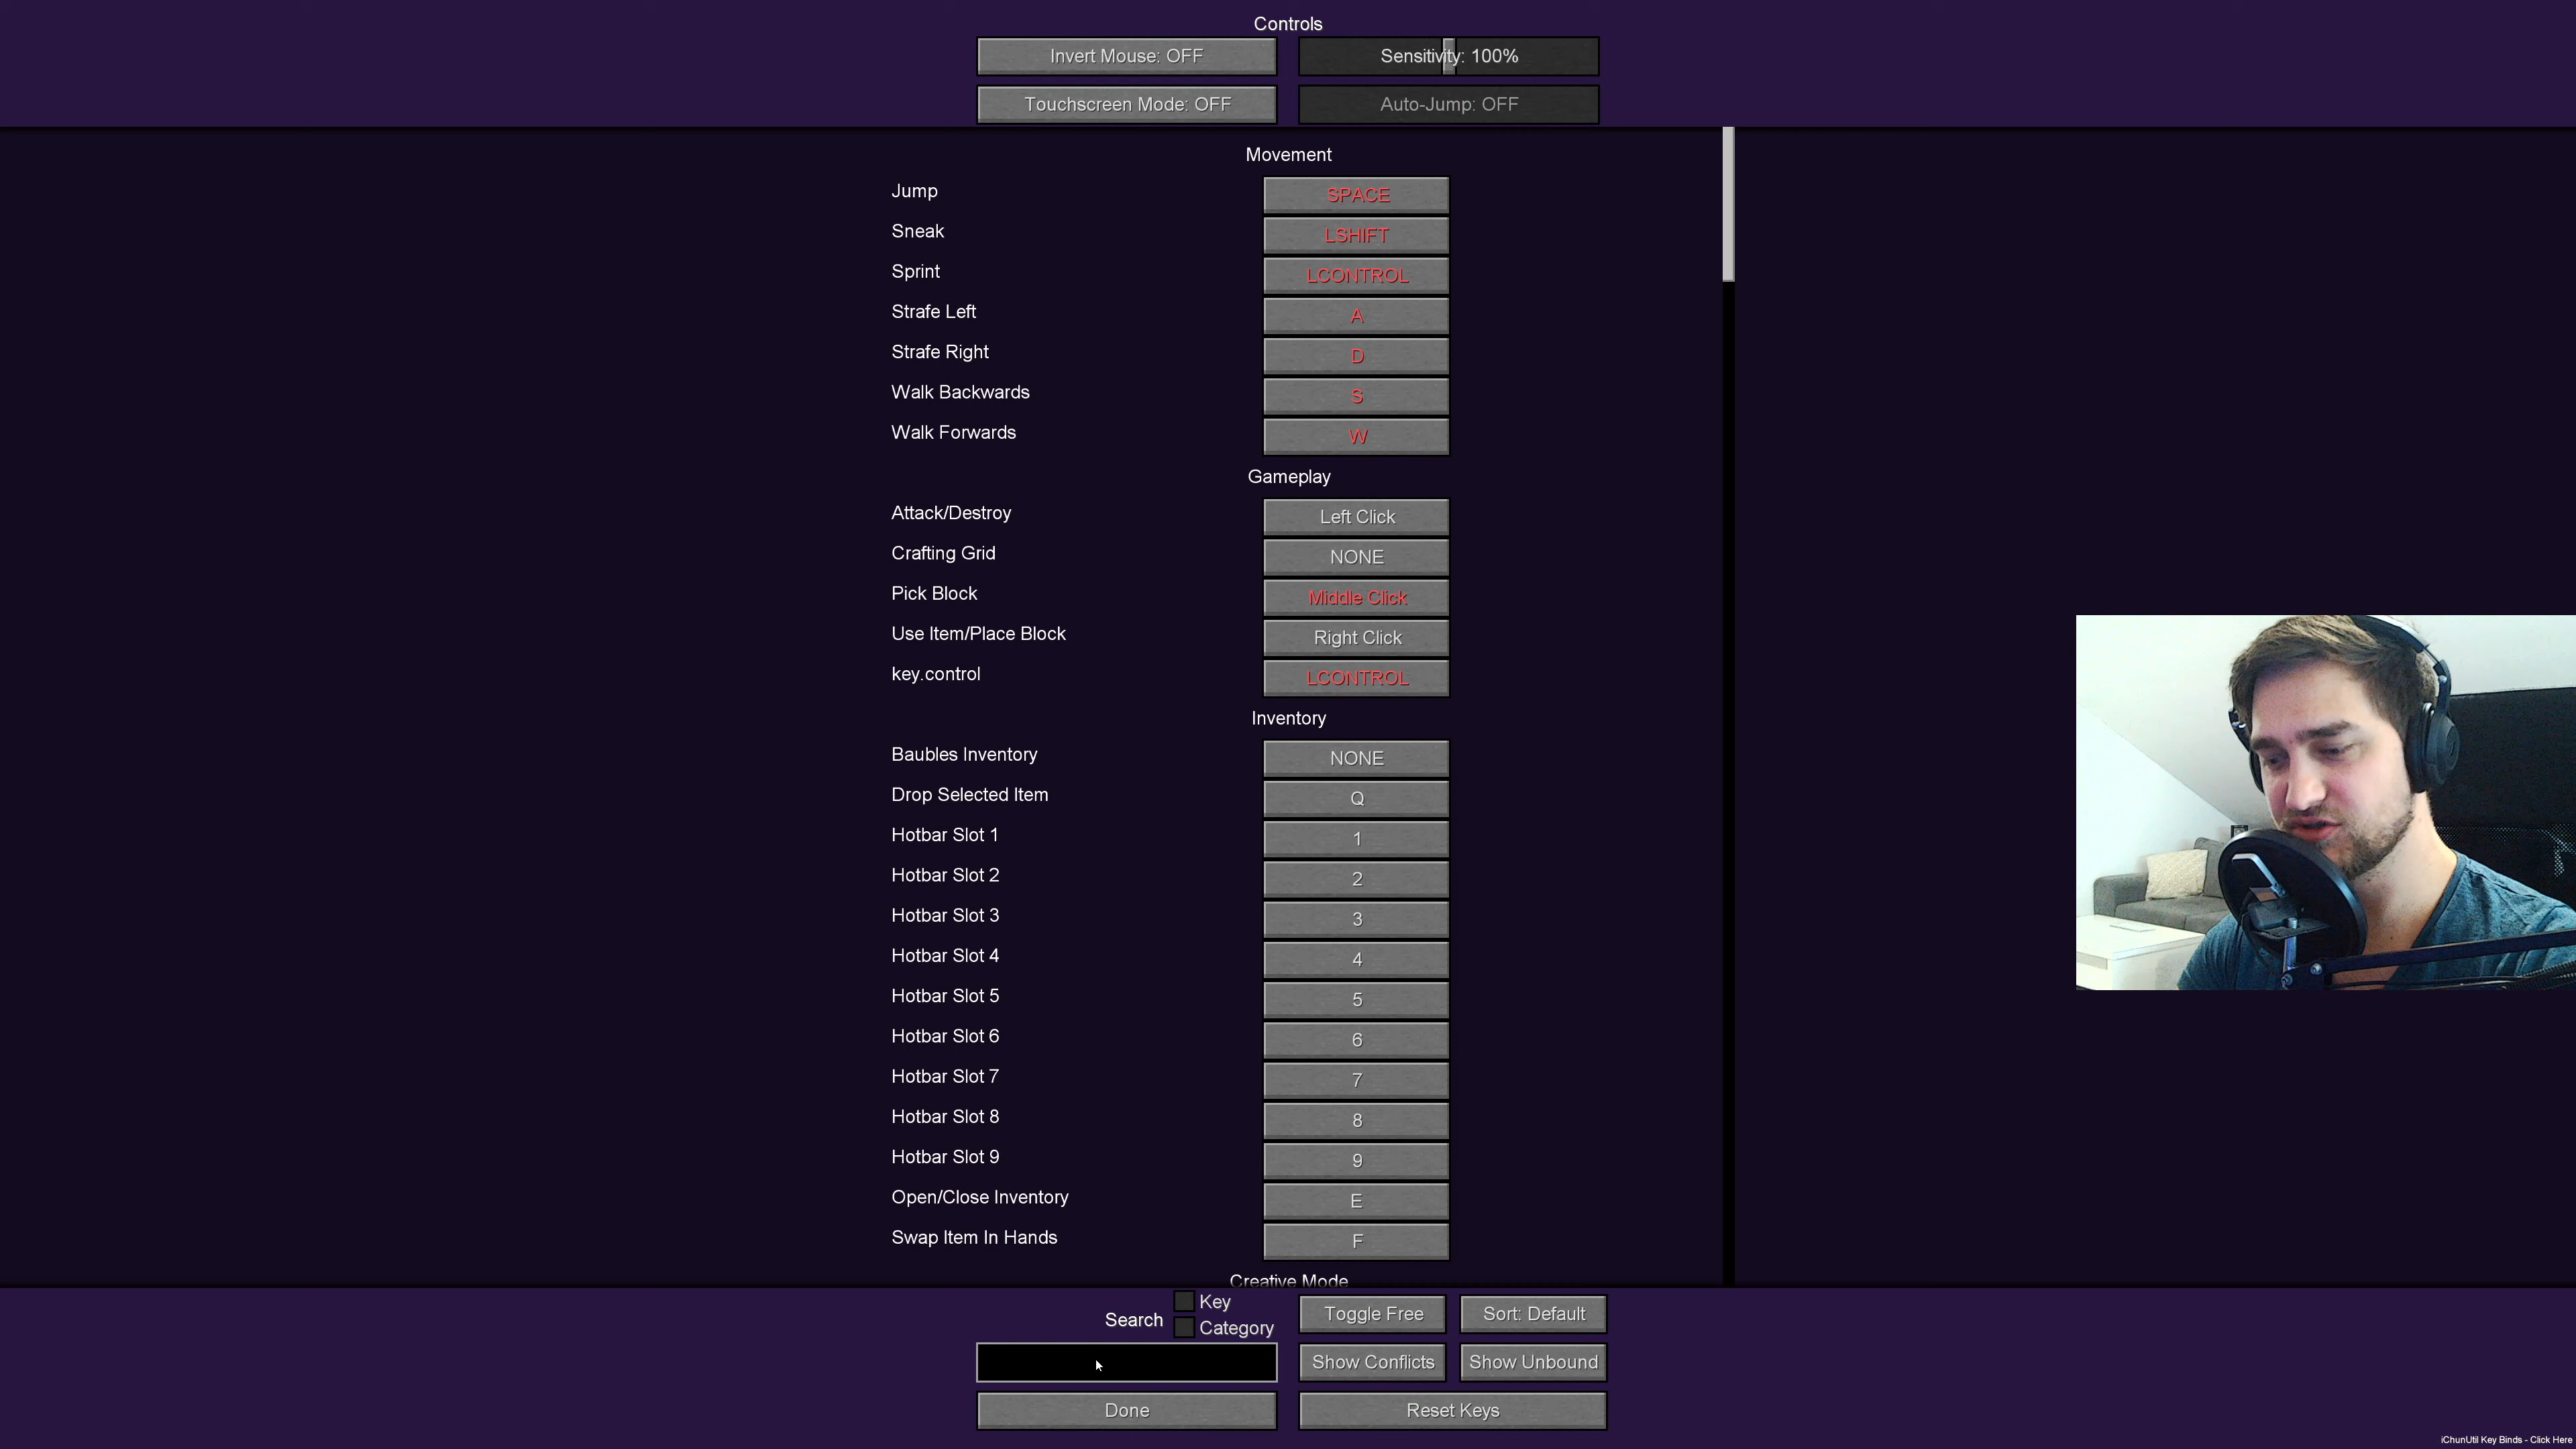 Controls
Invert Mouse: OFF
Sensitivity: 100%
Touchscreen Mode: OFF
Auto-Jump: OFF
Movement
Jump SPACE
Sneak LSHIFT
Sprint LCONTROL
Strafe Left A
Strafe Right D
Walk Backwards S
Walk Forwards W
Gameplay
Attack/Destroy Left Click
Crafting Grid NONE
Pick Block Middle Click
Use Item/Place Block Right Click
key.control LCONTROL
Inventory
Baubles Inventory NONE
Drop Selected Item Q
Hotbar Slot 1 1
Hotbar Slot 2 2
Hotbar Slot 3 3
Hotbar Slot 4 4
Hotbar Slot 5 5
Hotbar Slot 6 6
Hotbar Slot 7 7
Hotbar Slot 8 8
Hotbar Slot 9 9
Open/Close Inventory E
Swap Item In Hands F
Creative Mode
Search
Key
Category
Toggle Free
Sort: Default
Show Conflicts
Show Unbound
Done
Reset Keys
iChunUtil Key Binds - Click Here